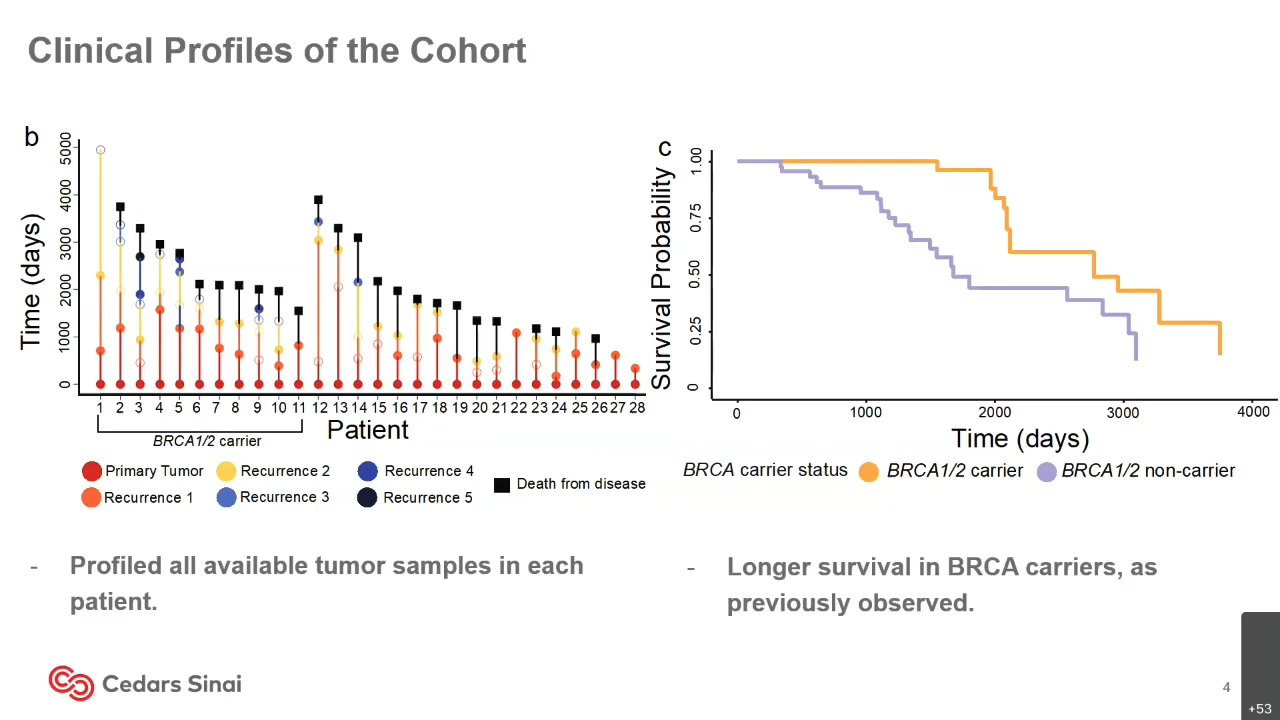 Clinical Profiles of the Cohort
b
Time (days)
5000
4000
3000
2000
1000
0
1 2 3 4 5 6 7 8 9 10 11 12 13 14 15 16 17 18 19 20 21 22 23 24 25 26 27 28
BRCA1/2 carrier
Patient
Primary Tumor
Recurrence 2
Recurrence 4
Recurrence 1
Recurrence 3
Recurrence 5
Death from disease
c
Survival Probability
1.00
0.75
0.50
0.25
0
0 1000 2000 3000 4000
Time (days)
BRCA carrier status
BRCA1/2 carrier
BRCA1/2 non-carrier
- Profiled all available tumor samples in each
patient.
- Longer survival in BRCA carriers, as
previously observed.
Cedars Sinai
4
+53